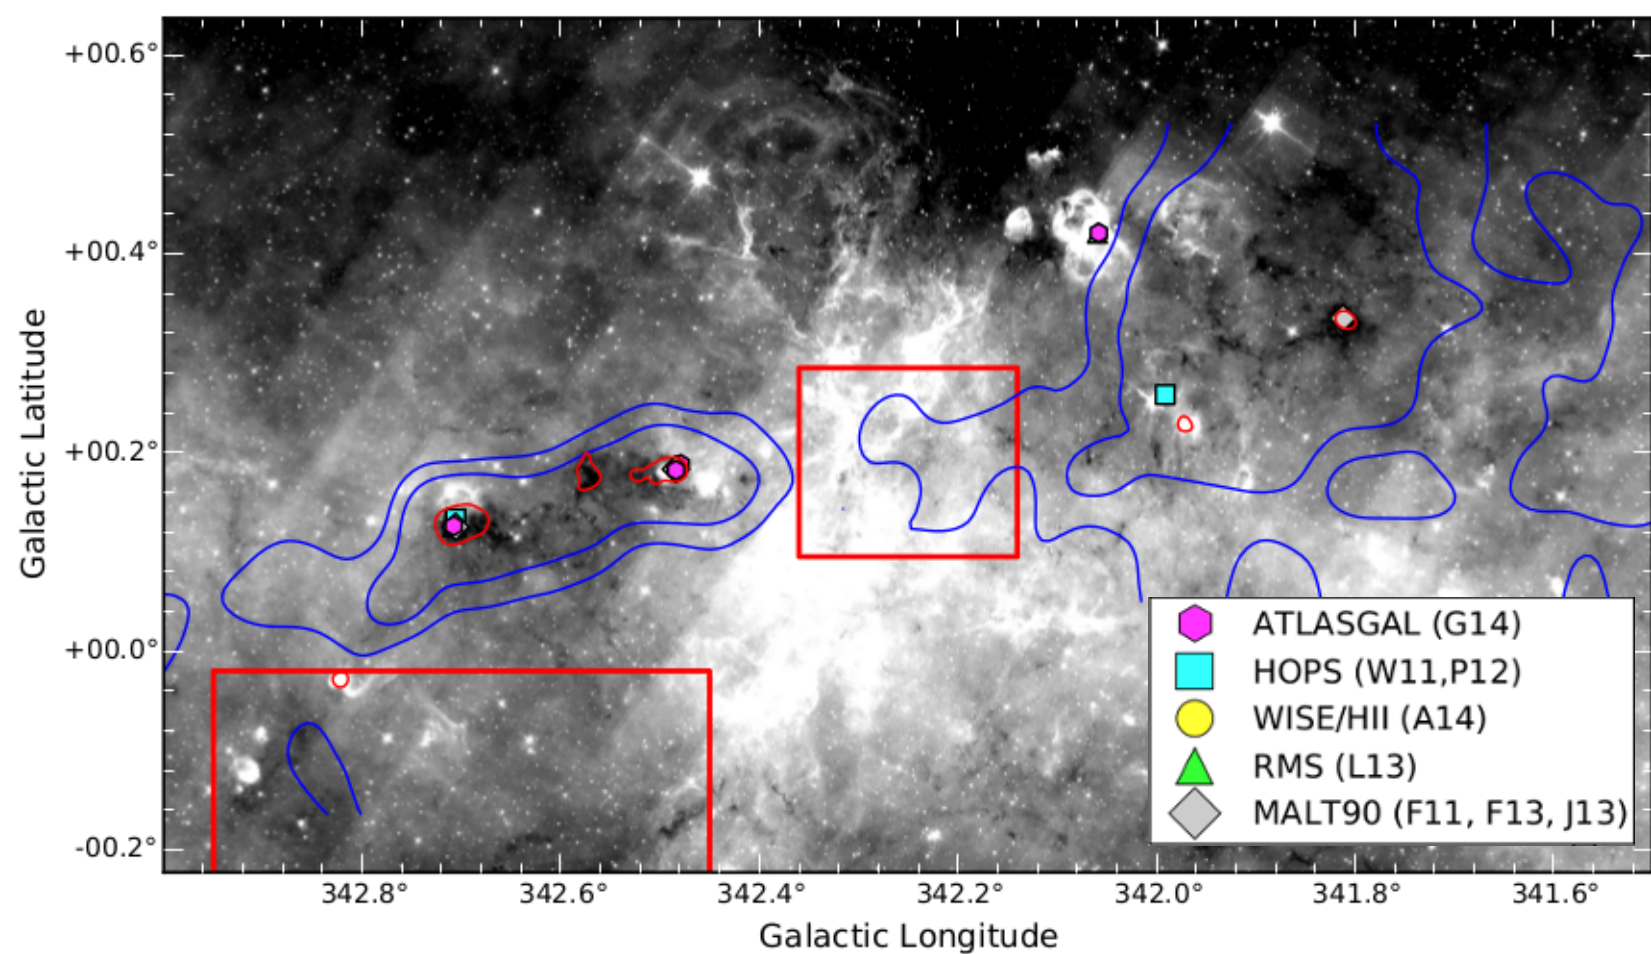 +00.6°
+00.4°
+00.2°
+00.0°
-00.2°
Galactic Latitude
ATLASGAL (G14)
HOPS (W11,P12)
WISE/HII (A14)
RMS (L13)
MALT90 (F11, F13, J13)
342.8° 342.6° 342.4° 342.2° 342.0° 341.8° 341.6°
Galactic Longitude